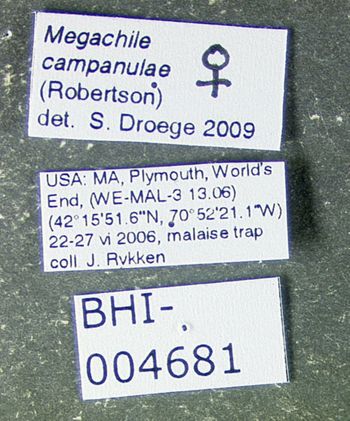 Megachile
campanulae ♀
(Robertson)
det. S. Droege 2009
USA: MA, Plymouth, World's
End, (WE-MAL-3 13.06)
(42°15'51.6"N, 70°52'21.1"W)
22-27 vi 2006, malaise trap
coll J. Rykken
BHI-
004681